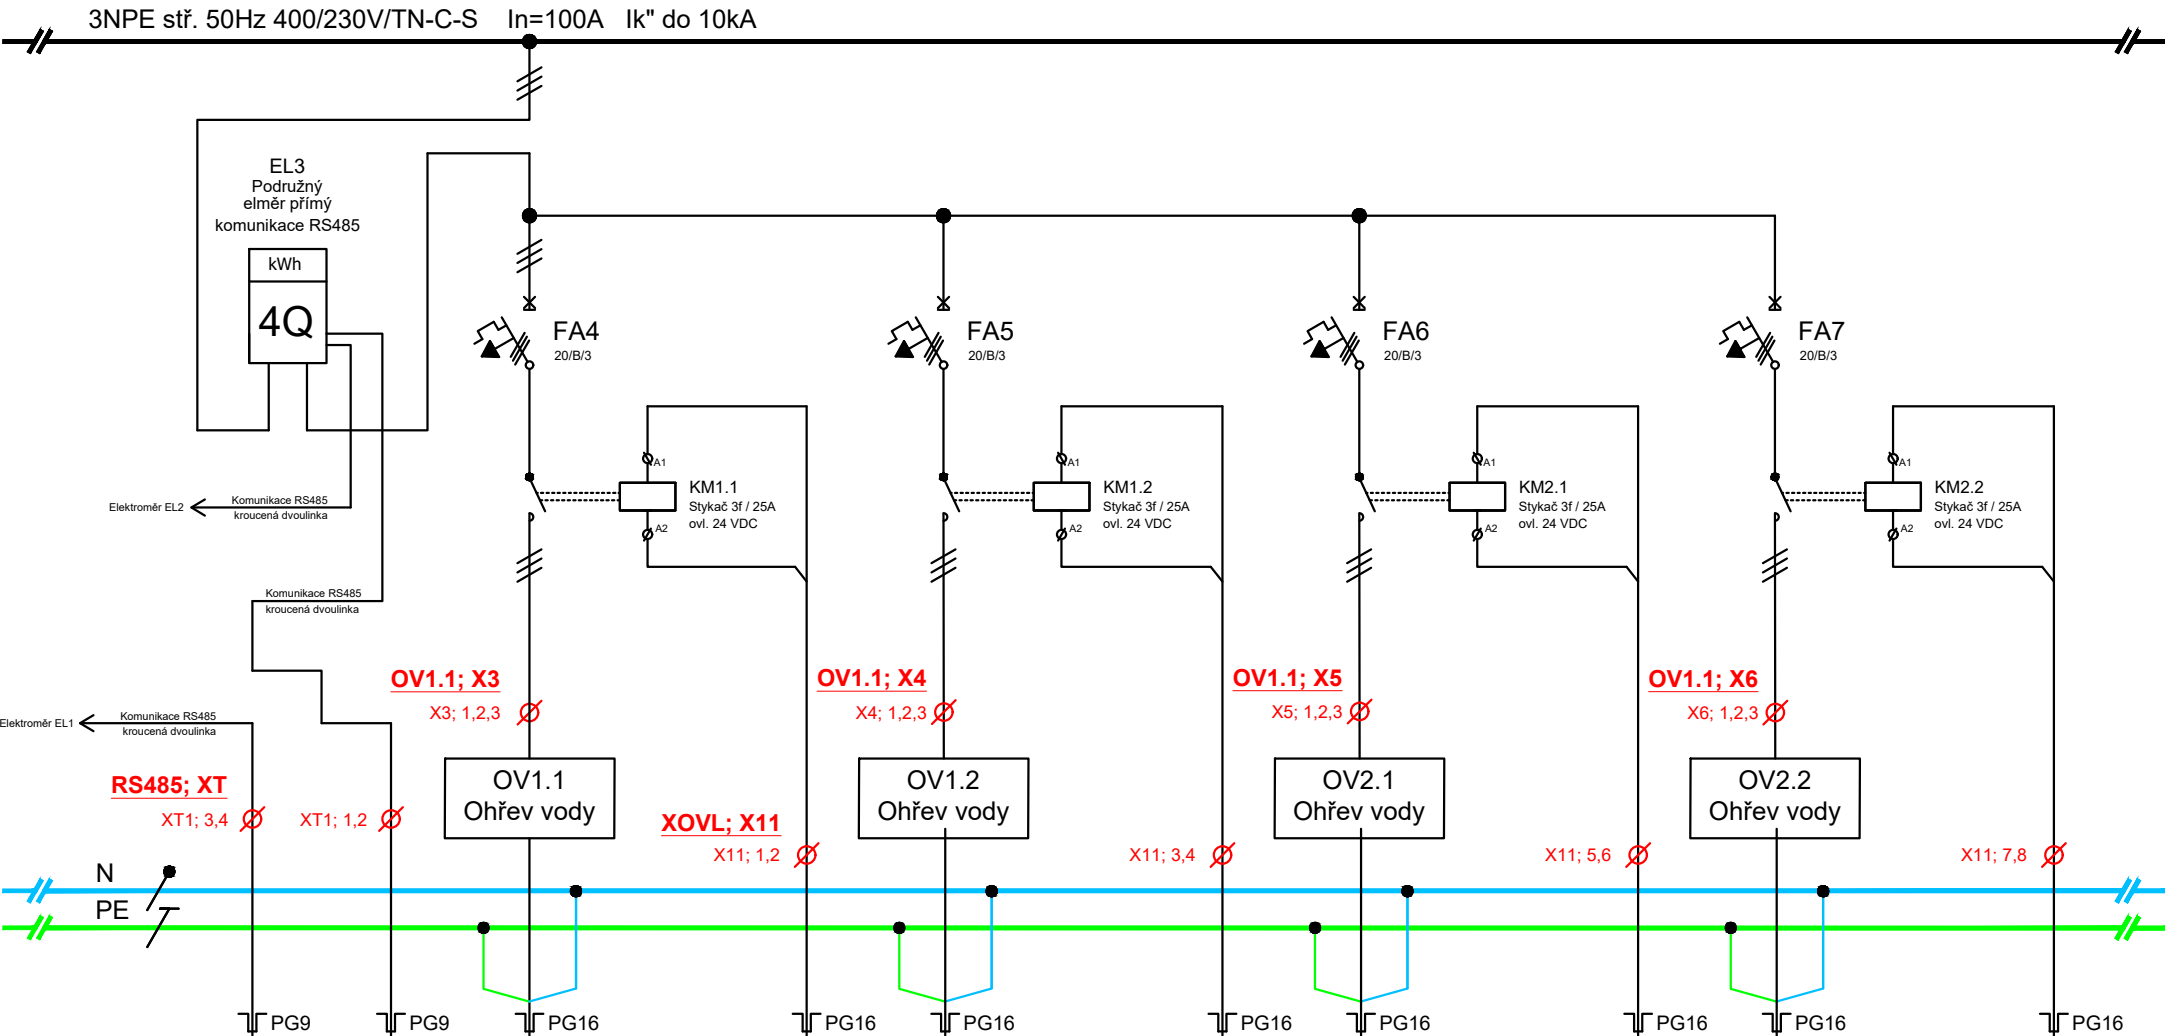 3NPE stř. 50Hz 400/230V/TN-C-S In=100A Ik" do 10kA
EL3
Podružný
elměr přímý
komunikace RS485
kWh
4Q
FA4
20/B/3
FA5
20/B/3
FA6
20/B/3
FA7
20/B/3
A1
KM1.1
Stykač 3f / 25A
ovl. 24 VDC
A2
A1
KM1.2
Stykač 3f / 25A
ovl. 24 VDC
A2
A1
KM2.1
Stykač 3f / 25A
ovl. 24 VDC
A2
A1
KM2.2
Stykač 3f / 25A
ovl. 24 VDC
A2
Elektroměr EL2
Komunikace RS485
kroucená dvoulinka
Komunikace RS485
kroucená dvoulinka
OV1.1; X3
X3; 1,2,3
OV1.1; X4
X4; 1,2,3
OV1.1; X5
X5; 1,2,3
OV1.1; X6
X6; 1,2,3
Elektroměr EL1
Komunikace RS485
kroucená dvoulinka
RS485; XT
XT1; 3,4
XT1; 1,2
OV1.1
Ohřev vody
OV1.2
Ohřev vody
OV2.1
Ohřev vody
OV2.2
Ohřev vody
XOVL; X11
X11; 1,2
X11; 3,4
X11; 5,6
X11; 7,8
N
PE
PG9
PG9
PG16
PG16
PG16
PG16
PG16
PG16
PG16
PG16